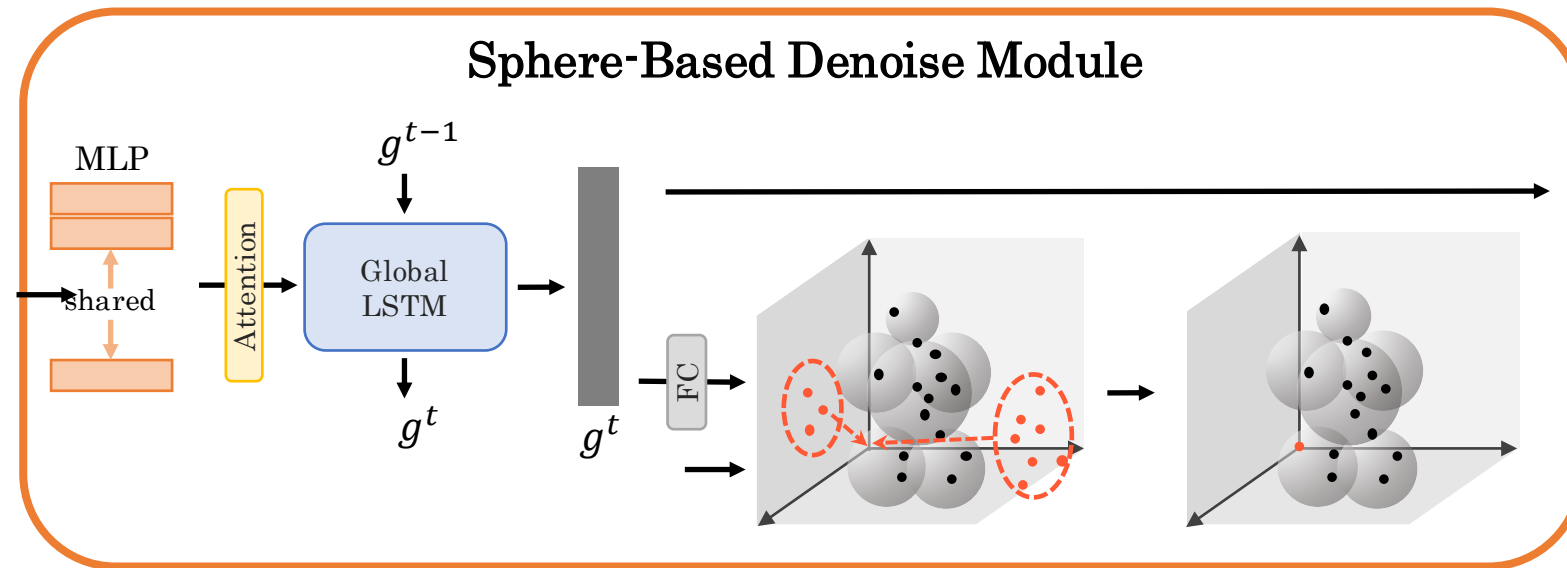 Sphere-Based Denoise Module
MLP
shared
Attention
g^{t-1}
Global
LSTM
g^t
g^t
FC